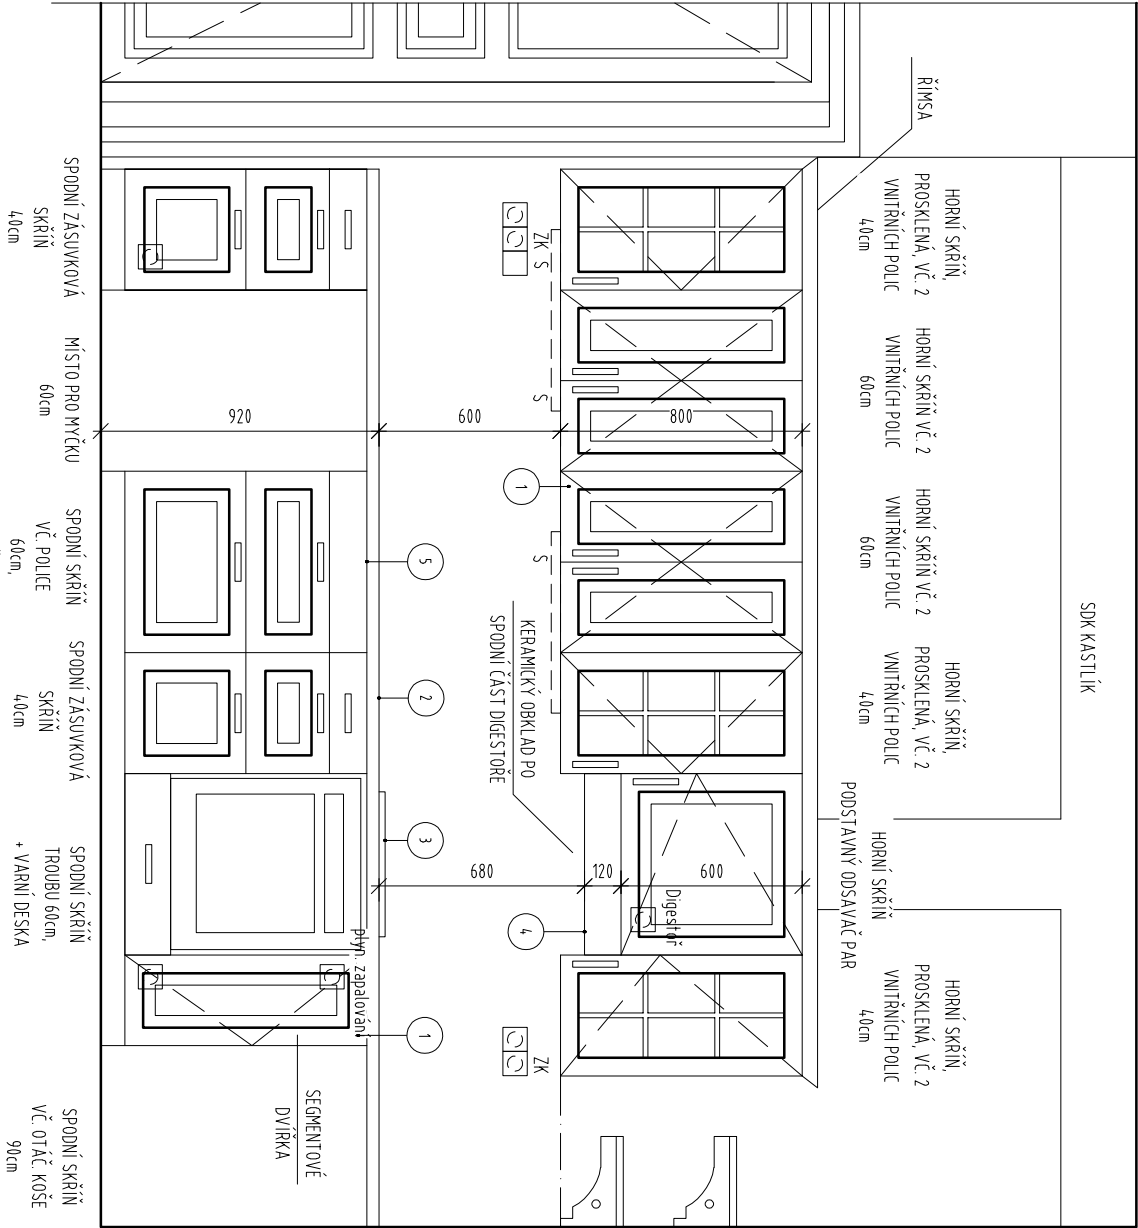 SDK KASTLÍK
ŘÍMSA
HORNÍ SKŘÍŇ,
PROSKLENÁ, VČ. 2
VNITŘNÍCH POLIC
40cm
HORNÍ SKŘÍŇ VČ. 2
VNITŘNÍCH POLIC
60cm
HORNÍ SKŘÍŇ VČ. 2
VNITŘNÍCH POLIC
60cm
HORNÍ SKŘÍŇ,
PROSKLENÁ, VČ. 2
VNITŘNÍCH POLIC
40cm
HORNÍ SKŘÍŇ
PODSTAVNÝ ODSAVAČ PAR
HORNÍ SKŘÍŇ,
PROSKLENÁ, VČ. 2
VNITŘNÍCH POLIC
40cm
800
600
Digestoř
120
ZK S
S
1
S
KERAMICKÝ OBKLAD PO
SPODNÍ ČÁST DIGESTOŘE
4
ZK
600
680
5
2
3
1
plyn. zapalování
920
SEGMENTOVÉ
DVÍŘKA
SPODNÍ ZÁSUVKOVÁ
SKŘÍŇ
40cm
MÍSTO PRO MYČKU
60cm
SPODNÍ SKŘÍŇ
VČ. POLICE
60cm,
SPODNÍ ZÁSUVKOVÁ
SKŘÍŇ
40cm
SPODNÍ SKŘÍŇ
TROUBU 60cm,
+ VARNÍ DESKA
SPODNÍ SKŘÍŇ
VČ. OTÁČ. KOŠE
90cm